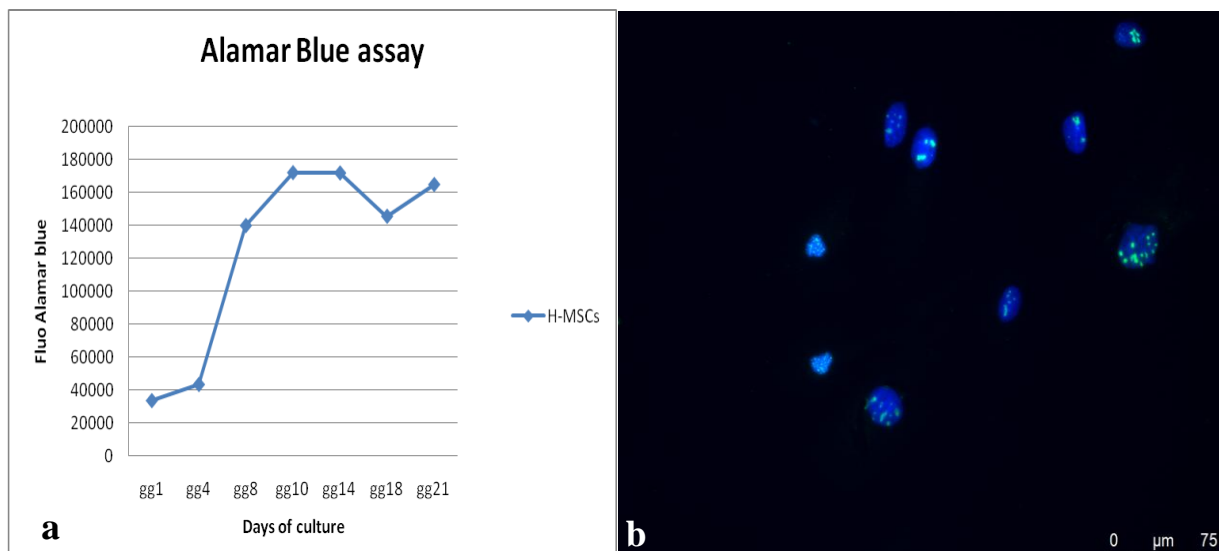 Alamar Blue assay
Fluo Alamar blue
200000
180000
160000
140000
120000
100000
80000
60000
40000
20000
0
gg1 gg4 gg8 gg10 gg14 gg18 gg21
Days of culture
H-MSCs
a
b
0 µm 75